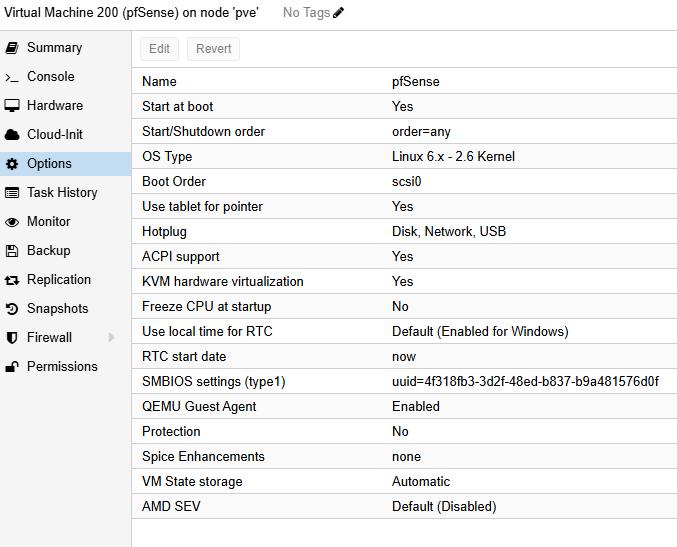 Virtual Machine 200 (pfSense) on node 'pve' No Tags
Summary
Console
Hardware
Cloud-Init
Options
Task History
Monitor
Backup
Replication
Snapshots
Firewall
Permissions
Edit Revert
Name pfSense
Start at boot Yes
Start/Shutdown order order=any
OS Type Linux 6.x - 2.6 Kernel
Boot Order scsi0
Use tablet for pointer Yes
Hotplug Disk, Network, USB
ACPI support Yes
KVM hardware virtualization Yes
Freeze CPU at startup No
Use local time for RTC Default (Enabled for Windows)
RTC start date now
SMBIOS settings (type1) uuid=4f318fb3-3d2f-48ed-b837-b9a481576d0f
QEMU Guest Agent Enabled
Protection No
Spice Enhancements none
VM State storage Automatic
AMD SEV Default (Disabled)